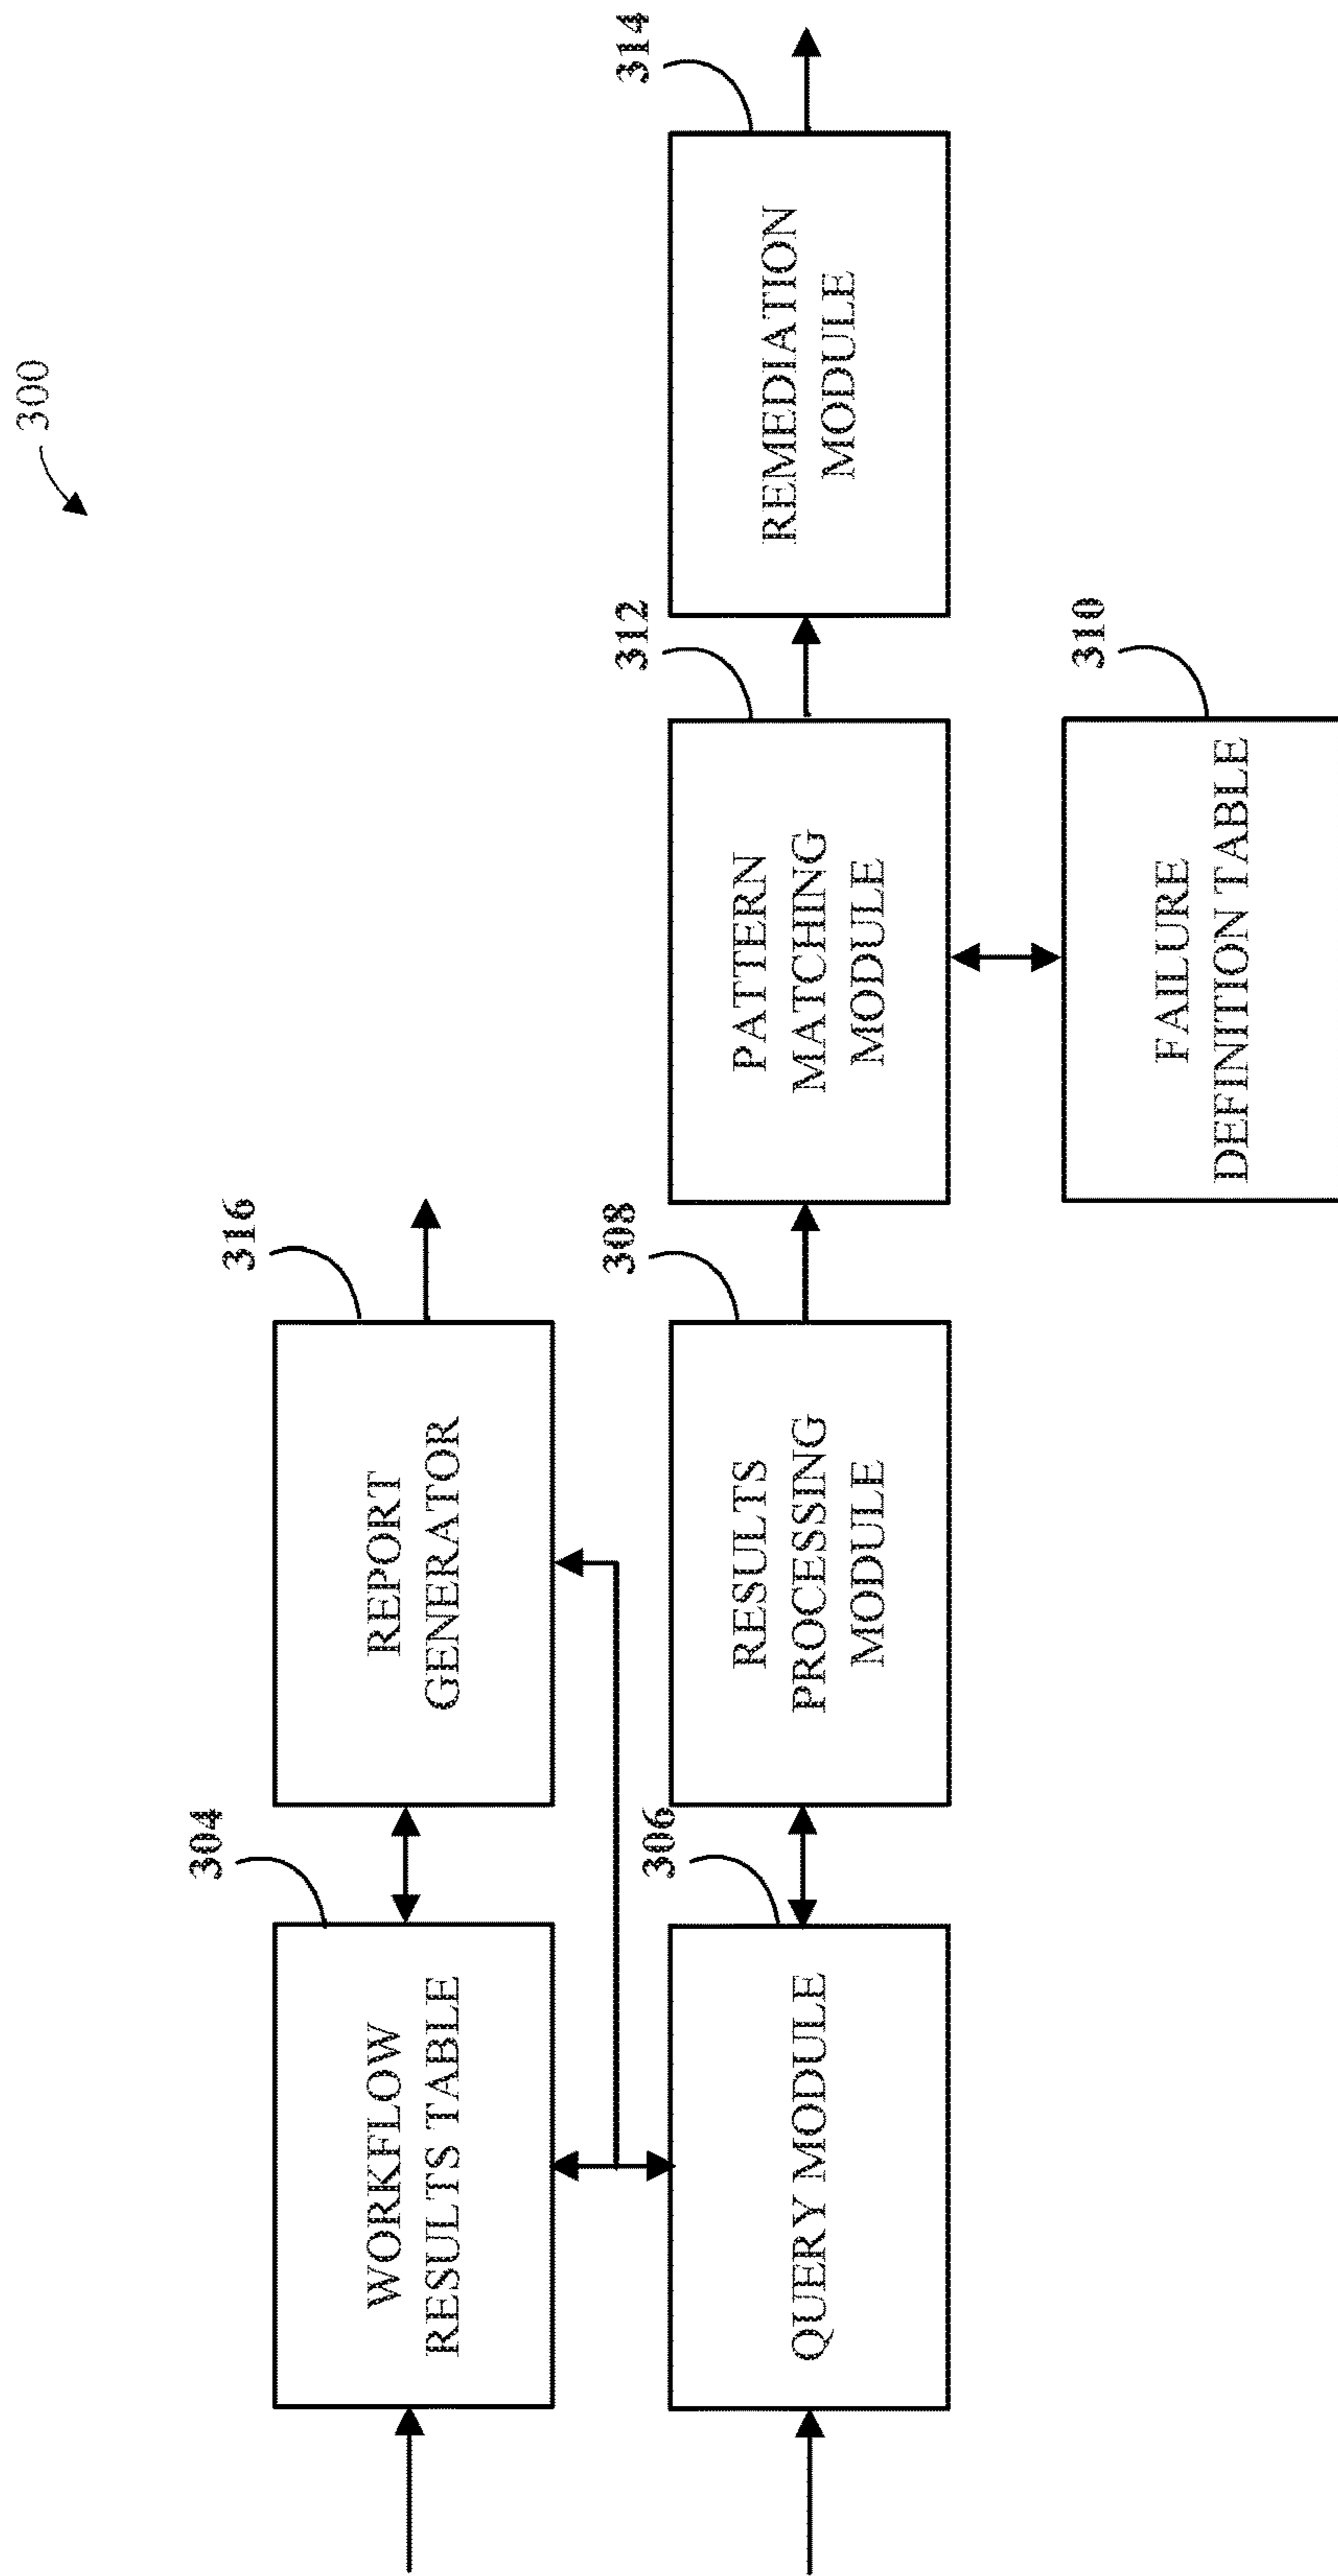 300
304
WORKFLOW
RESULTS TABLE
316
REPORT
GENERATOR
306
QUERY MODULE
308
RESULTS
PROCESSING
MODULE
312
PATTERN
MATCHING
MODULE
314
REMEDIATION
MODULE
310
FAILURE
DEFINITION TABLE